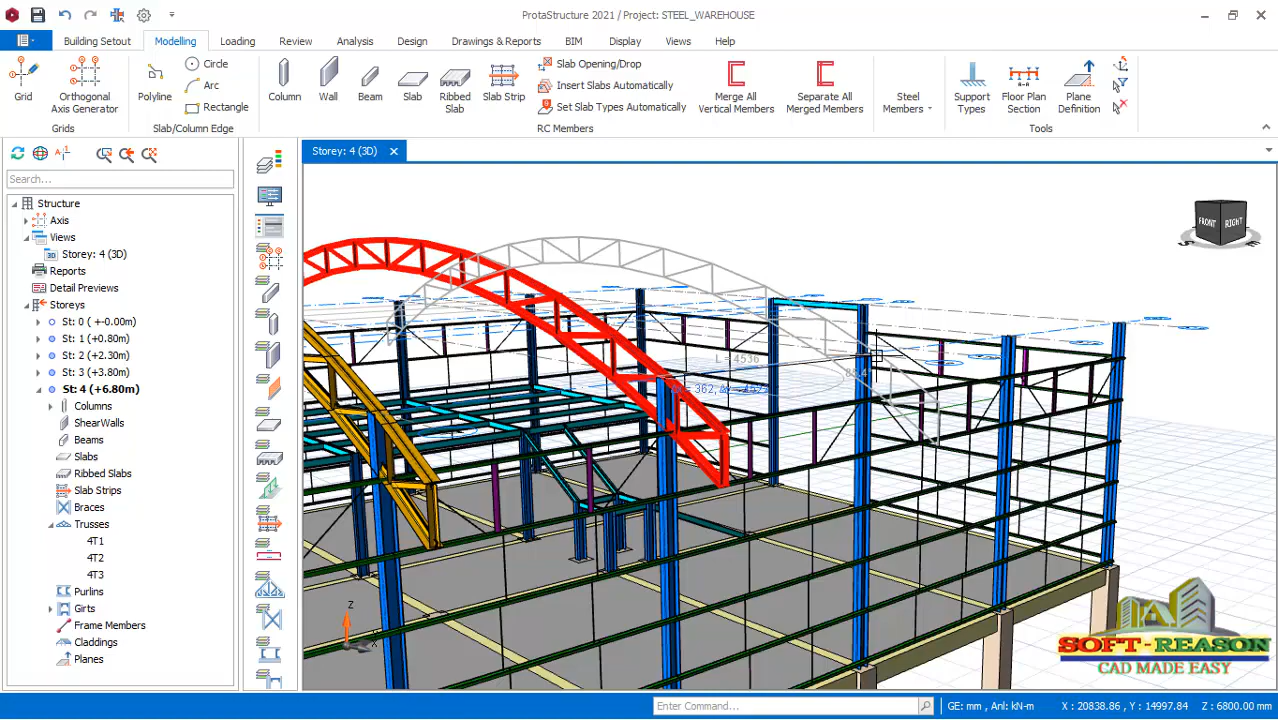 ProtaStructure 2021 / Project: STEEL_WAREHOUSE
Building Setout
Modelling
Loading
Review
Analysis
Design
Drawings & Reports
BIM
Display
Views
Help
Grid
Orthogonal
Axis Generator
Grids
Polyline
Circle
Arc
Rectangle
Slab/Column Edge
Column
Wall
Beam
Slab
Ribbed
Slab
Slab Strip
Slab Opening/Drop
Insert Slabs Automatically
Set Slab Types Automatically
RC Members
Merge All
Vertical Members
Separate All
Merged Members
Steel
Members
Support
Types
Floor Plan
Section
Plane
Definition
Tools
Search...
Structure
Axis
Views
Storey: 4 (3D)
Reports
Detail Previews
Storeys
St: 0 ( +-0.00m)
St: 1 (+0.80m)
St: 2 (+2.30m)
St: 3 (+3.80m)
St: 4 (+6.80m)
Columns
ShearWalls
Beams
Slabs
Ribbed Slabs
Slab Strips
Braces
Trusses
4T1
4T2
4T3
Purlins
Girts
Frame Members
Claddings
Planes
Storey: 4 (3D)
FRONT
RIGHT
S
E
L = 4536
Z
X
SOFT-REASON
CAD MADE EASY
Enter Command...
GE: mm, Anl: kN-m
X : 20838.86 , Y : 14997.84
Z : 6800.00 mm